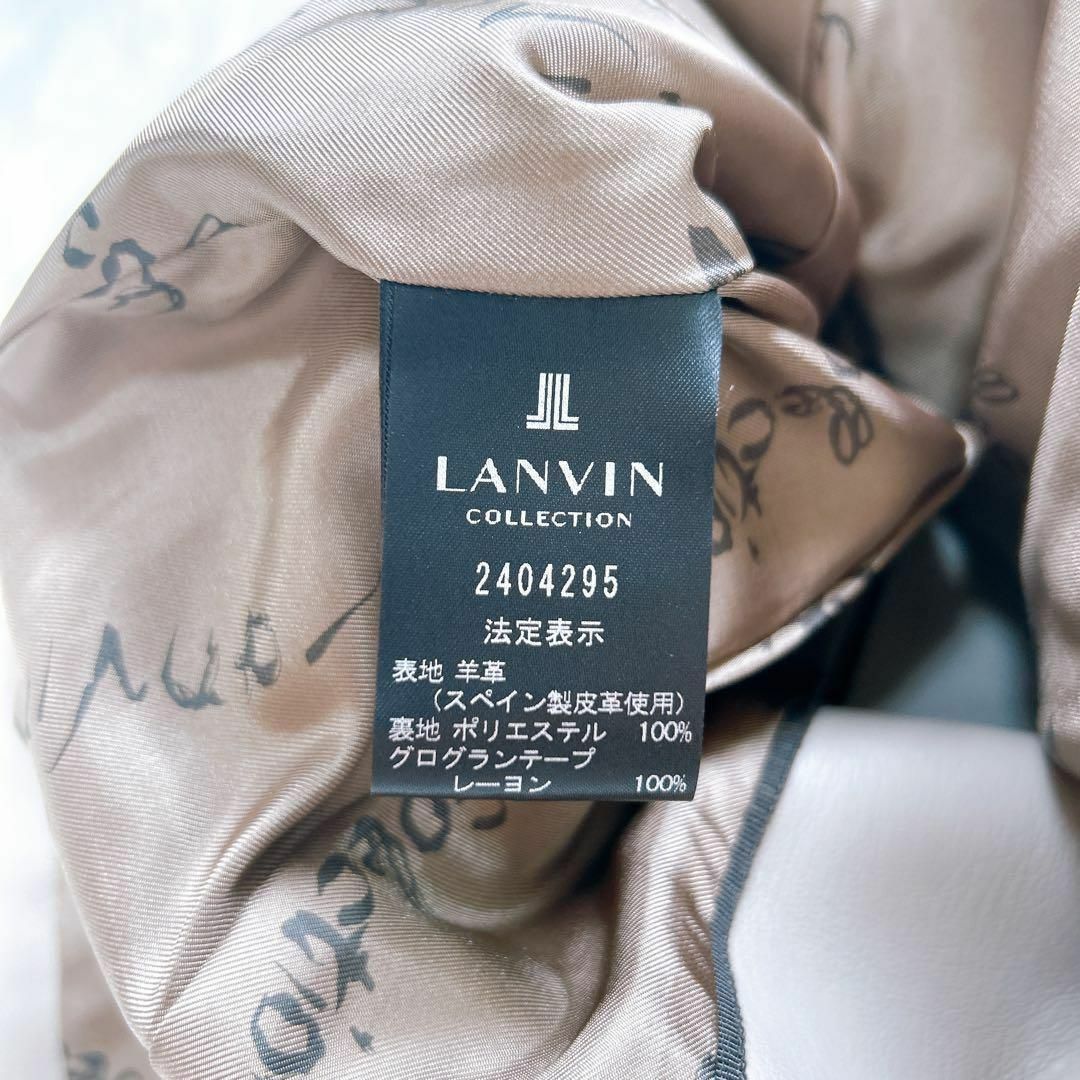 LANVIN
COLLECTION
2404295
法定表示
表地 羊革
（スペイン製皮革使用）
裏地 ポリエステル 100%
グログランテープ
レーヨン 100%